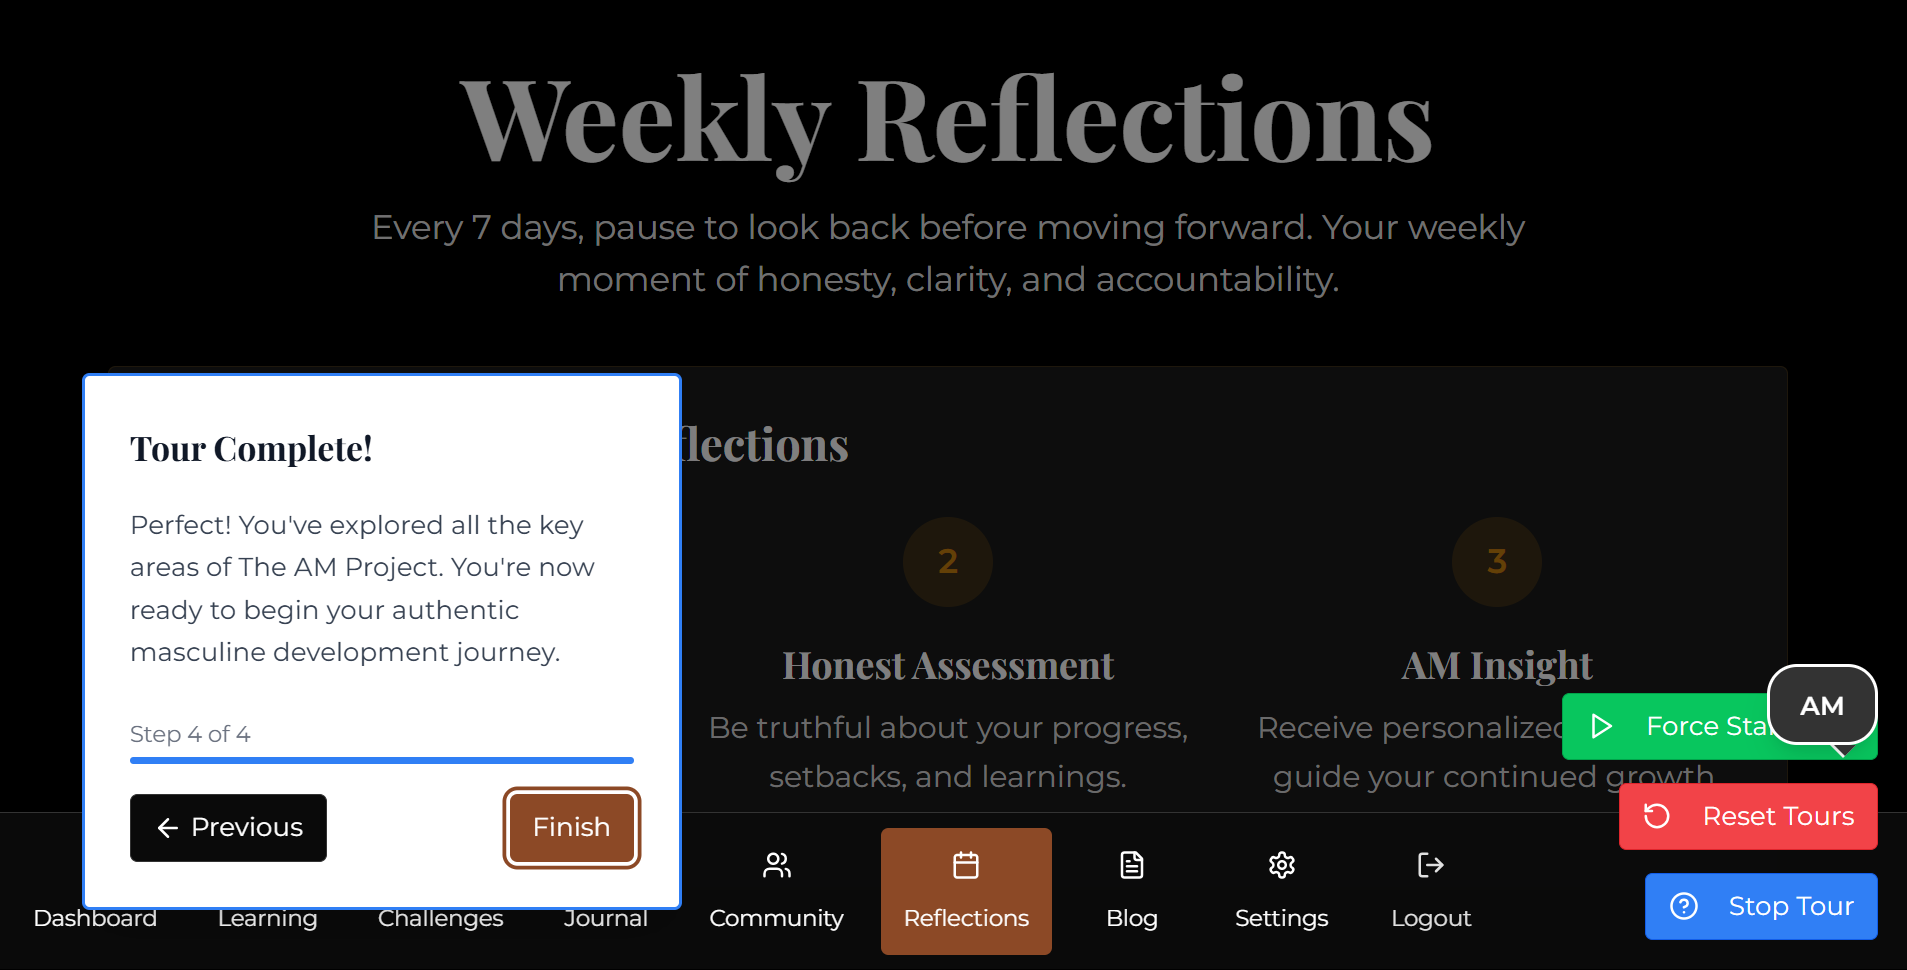 Weekly Reflections
Every 7 days, pause to look back before moving forward. Your weekly
moment of honesty, clarity, and accountability.
Tour Complete!
Perfect! You've explored all the key
areas of The AM Project. You're now
ready to begin your authentic
masculine development journey.
Step 4 of 4
Previous
Finish
flections
2
Honest Assessment
Be truthful about your progress,
setbacks, and learnings.
3
AM Insight
Receive personalized
guide your continued growth
AM
Force
Reset Tours
Stop Tour
Dashboard
Learning
Challenges
Journal
Community
Reflections
Blog
Settings
Logout